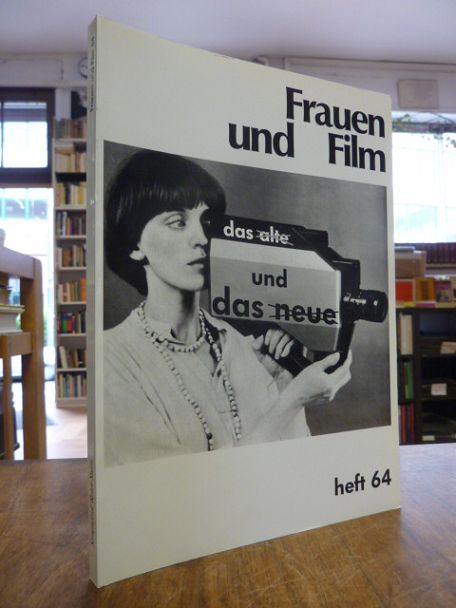 Frauen
und Film
das alte
und
das neue
heft 64